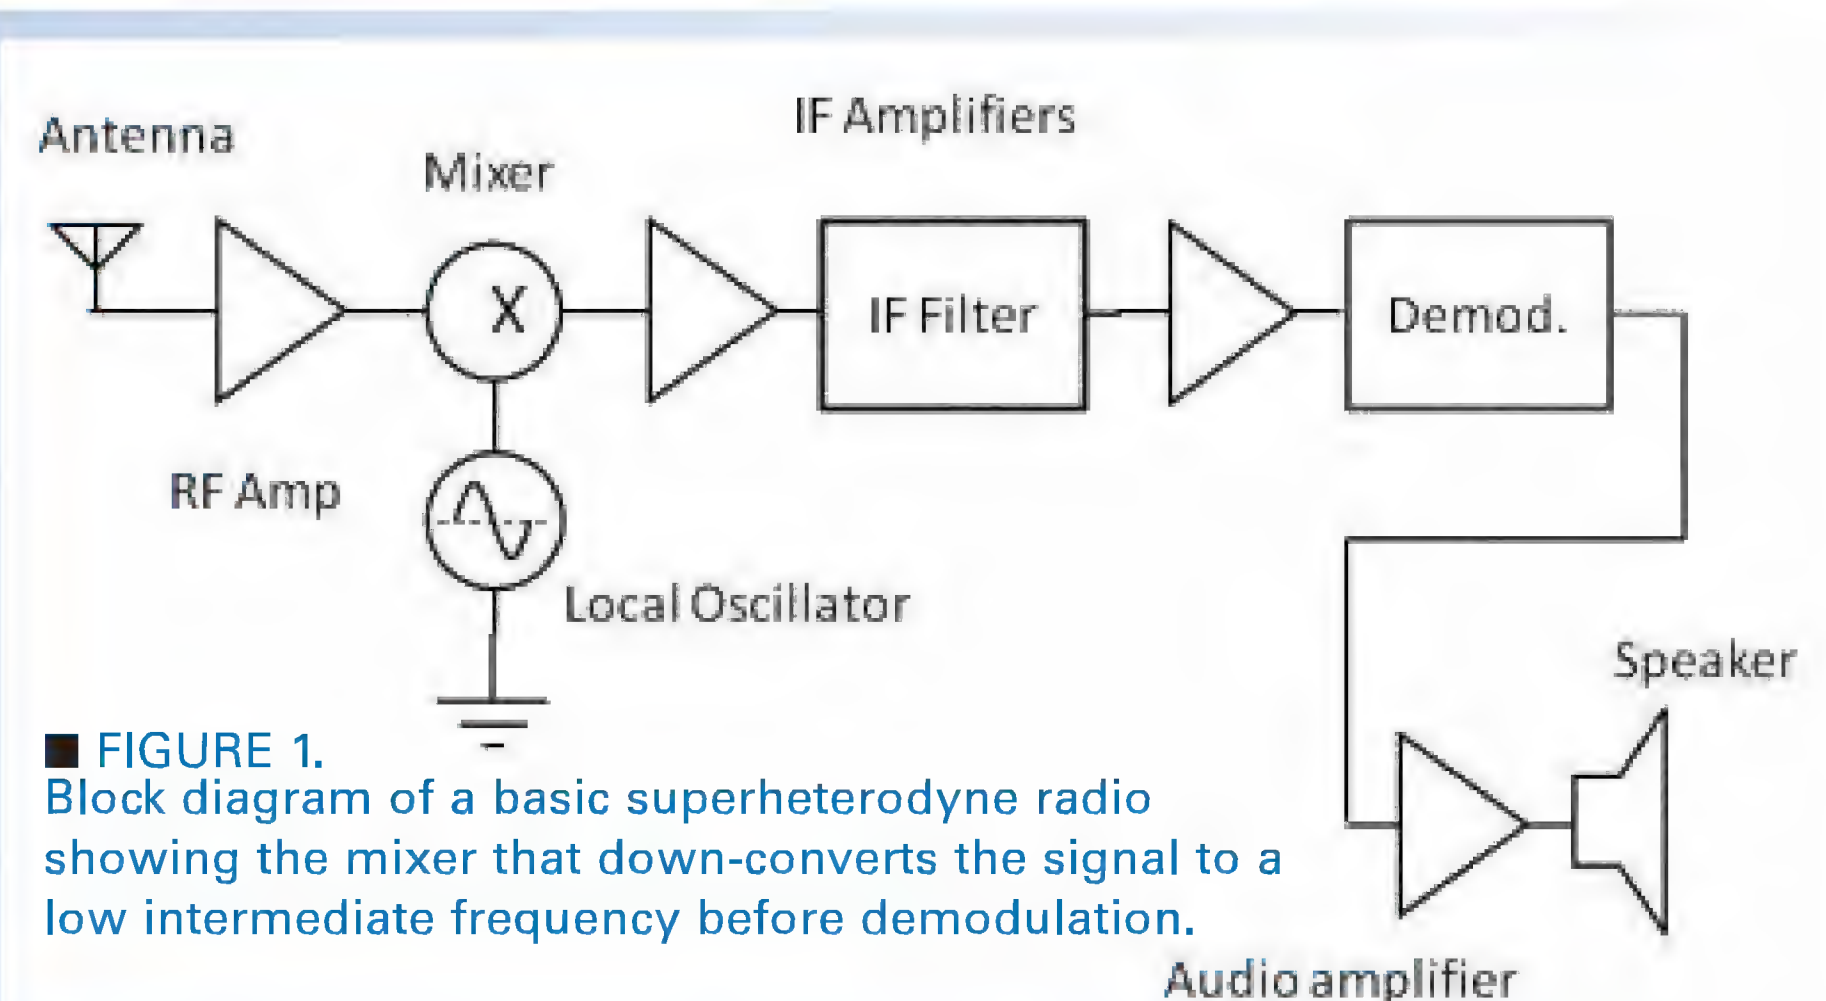 Antenna
Mixer
IF Amplifiers
X
IF Filter
Demod.
RF Amp
Local Oscillator
Speaker
Audio amplifier
■ FIGURE 1.
Block diagram of a basic superheterodyne radio
showing the mixer that down-converts the signal to a
low intermediate frequency before demodulation.